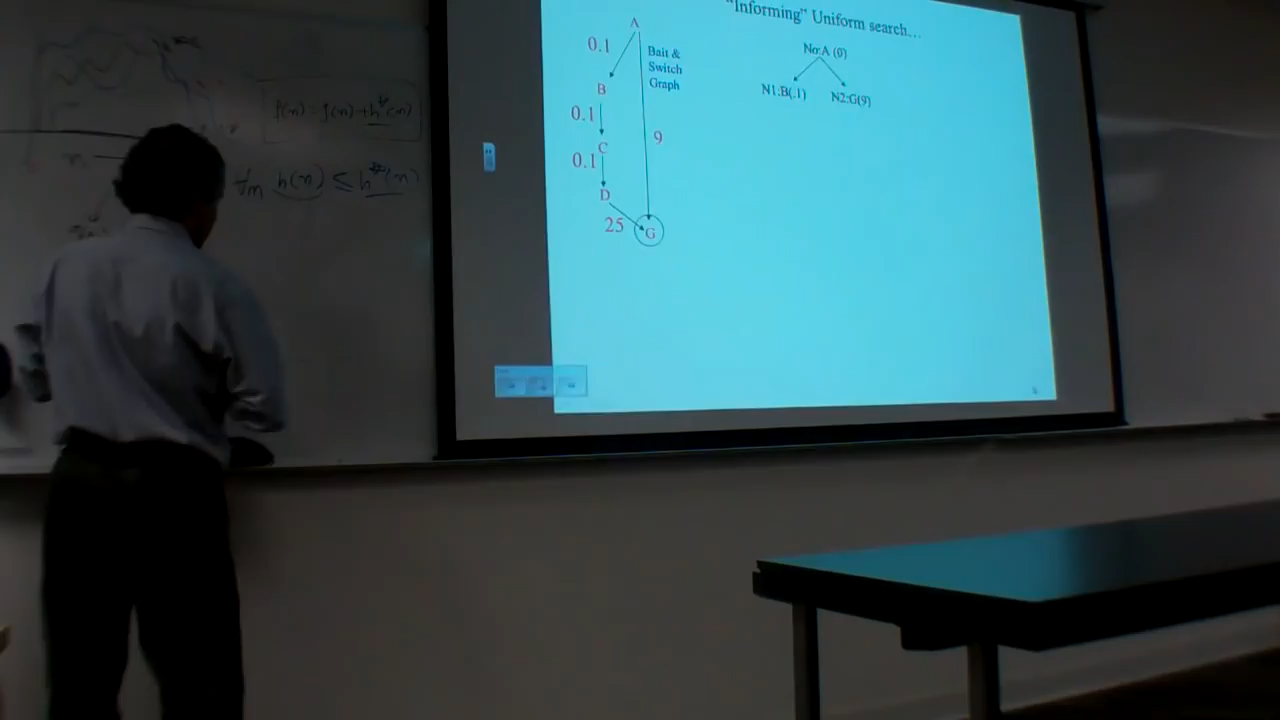 "Informing" Uniform search...
A
0.1
Bait &
Switch
Graph
B
0.1
9
C
0.1
D
25
G
No:A (0)
N1:B(.1)
N2:G(9)
f(n) = g(n) + h*(n)
∀n h(n) ≤ h*(n)